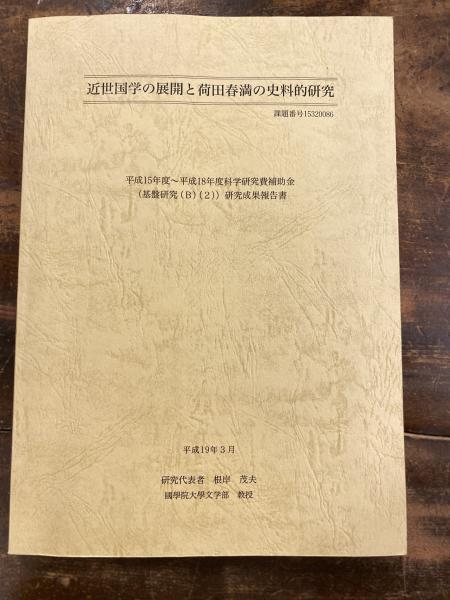 近世国学の展開と荷田春満の史料的研究
課題番号15320086
平成15年度～平成18年度科学研究費補助金
（基盤研究（B）（2））研究成果報告書
平成19年3月
研究代表者　根岸　茂夫
國學院大學文学部　教授